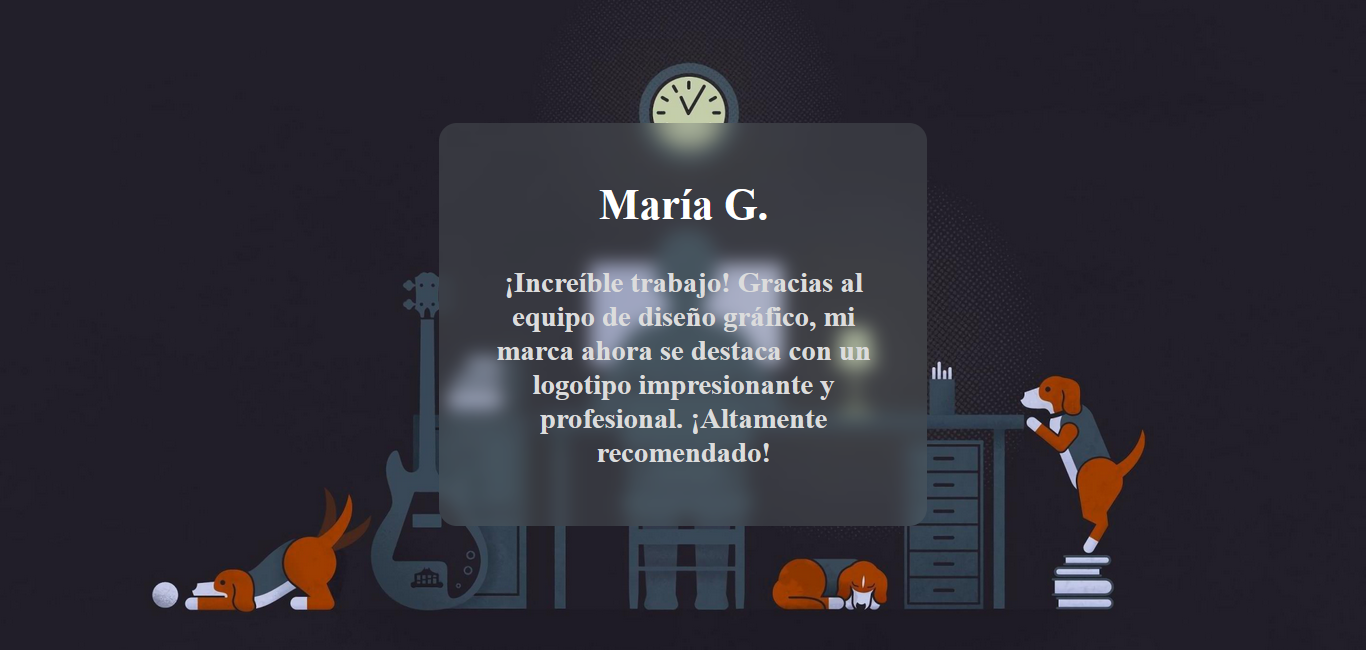 María G.
¡Increíble trabajo! Gracias al
equipo de diseño gráfico, mi
marca ahora se destaca con un
logotipo impresionante y
profesional. ¡Altamente
recomendado!